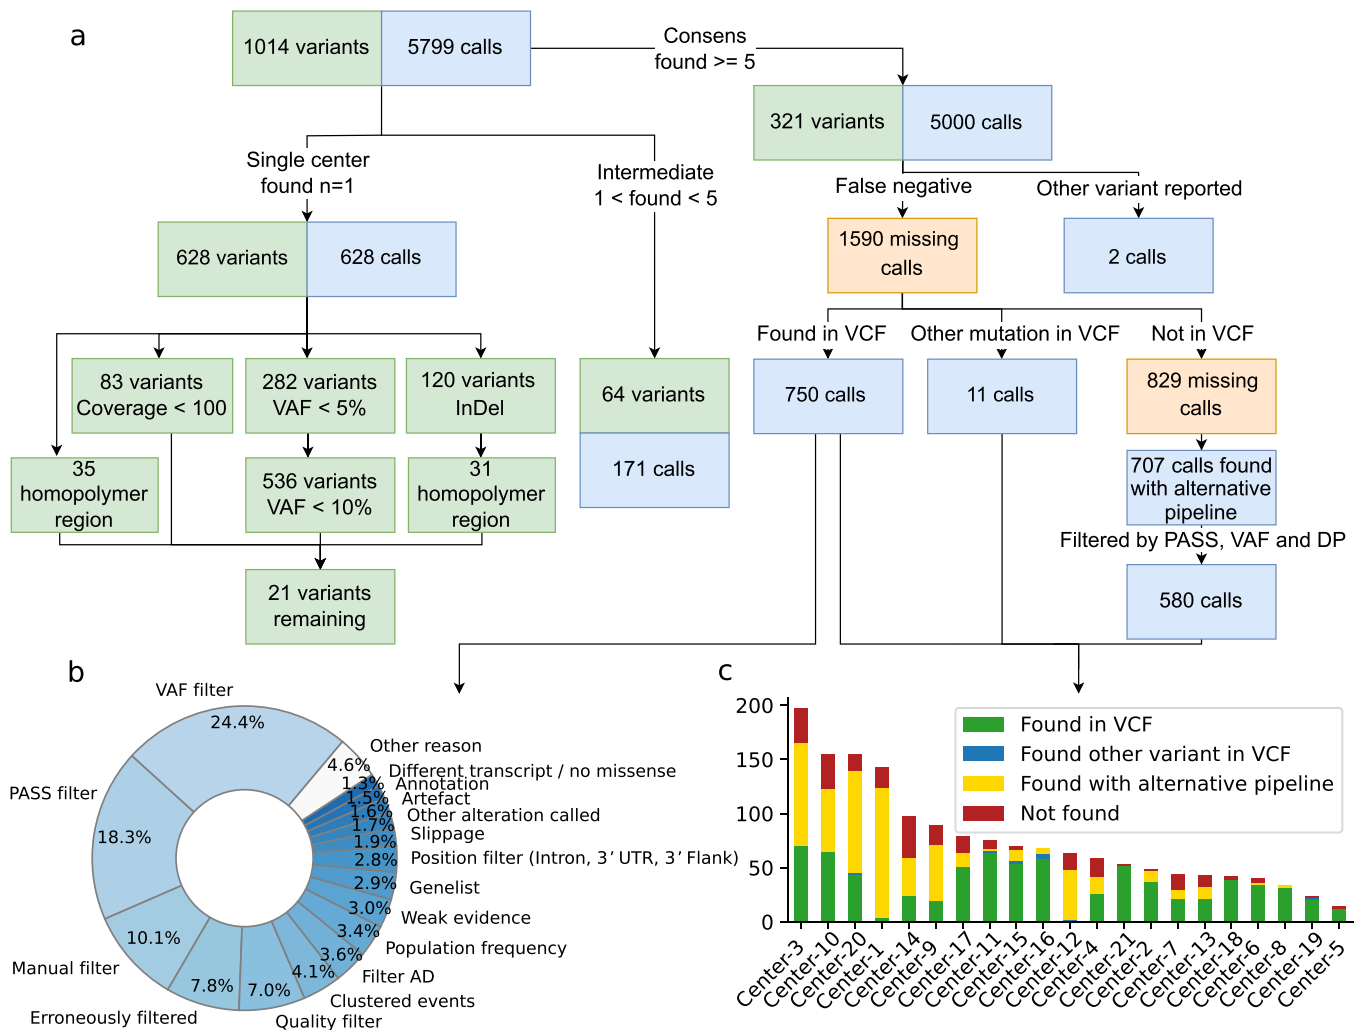 a
1014 variants
5799 calls
Consens
found >= 5
321 variants
5000 calls
Single center
found n=1
Intermediate
1 < found < 5
False negative
Other variant reported
628 variants
628 calls
1590 missing
calls
2 calls
Found in VCF
Other mutation in VCF
Not in VCF
83 variants
Coverage < 100
282 variants
VAF < 5%
120 variants
InDel
64 variants
171 calls
750 calls
11 calls
829 missing
calls
35
homopolymer
region
536 variants
VAF < 10%
31
homopolymer
region
707 calls found
with alternative
pipeline
Filtered by PASS, VAF and DP
580 calls
21 variants
remaining
b
VAF filter
24.4%
PASS filter
18.3%
Manual filter
10.1%
Erroneously filtered
7.8%
Quality filter
7.0%
Clustered events
4.1%
Filter AD
3.6%
Population frequency
3.4%
Weak evidence
3.0%
Genelist
2.9%
Position filter (Intron, 3' UTR, 3' Flank)
2.8%
Slippage
1.9%
Other alteration called
1.7%
Artefact
1.6%
Annotation
1.5%
Different transcript / no missense
1.3%
Other reason
4.6%
c
200
150
100
50
0
Found in VCF
Found other variant in VCF
Found with alternative pipeline
Not found
Center-3
Center-10
Center-20
Center-1
Center-14
Center-9
Center-17
Center-11
Center-15
Center-16
Center-12
Center-4
Center-21
Center-2
Center-7
Center-13
Center-18
Center-6
Center-8
Center-19
Center-5